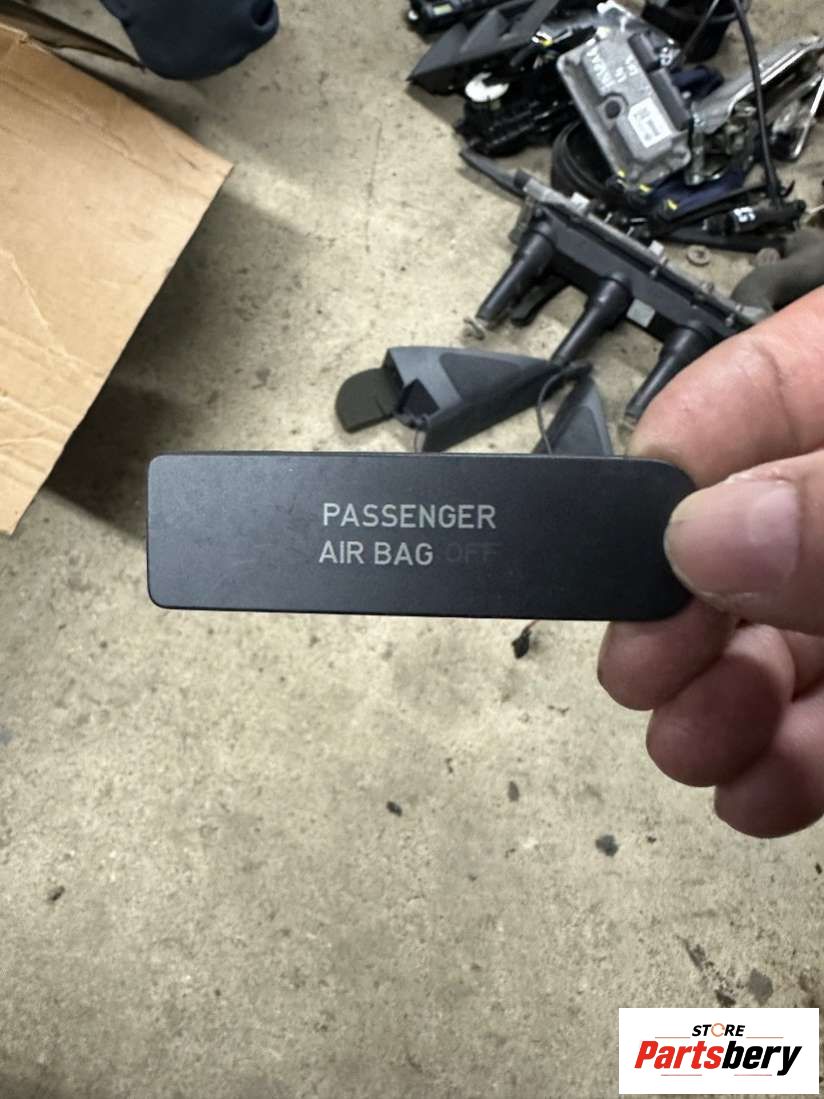 PASSENGER
AIR BAG OFF
STORE
Partsbery